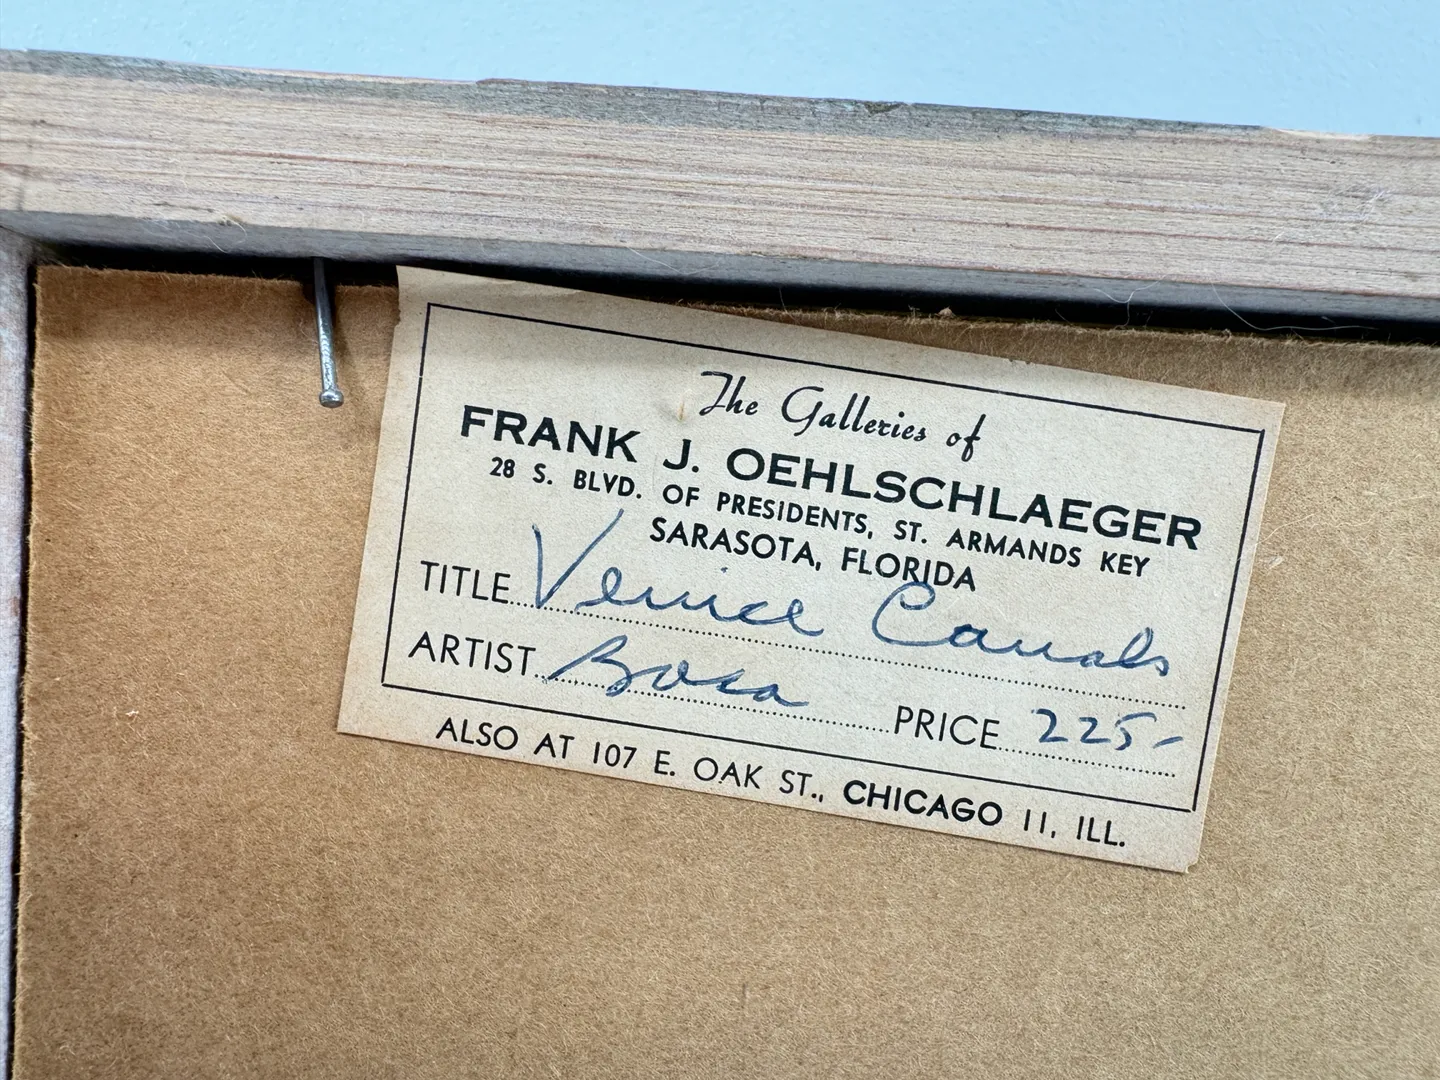 The Galleries of
FRANK J. OEHLSCHLAEGER
28 S. BLVD. OF PRESIDENTS, ST. ARMANDS KEY
SARASOTA, FLORIDA
TITLE Venice Canals
ARTIST Bosa PRICE 225-
ALSO AT 107 E. OAK ST., CHICAGO 11, ILL.